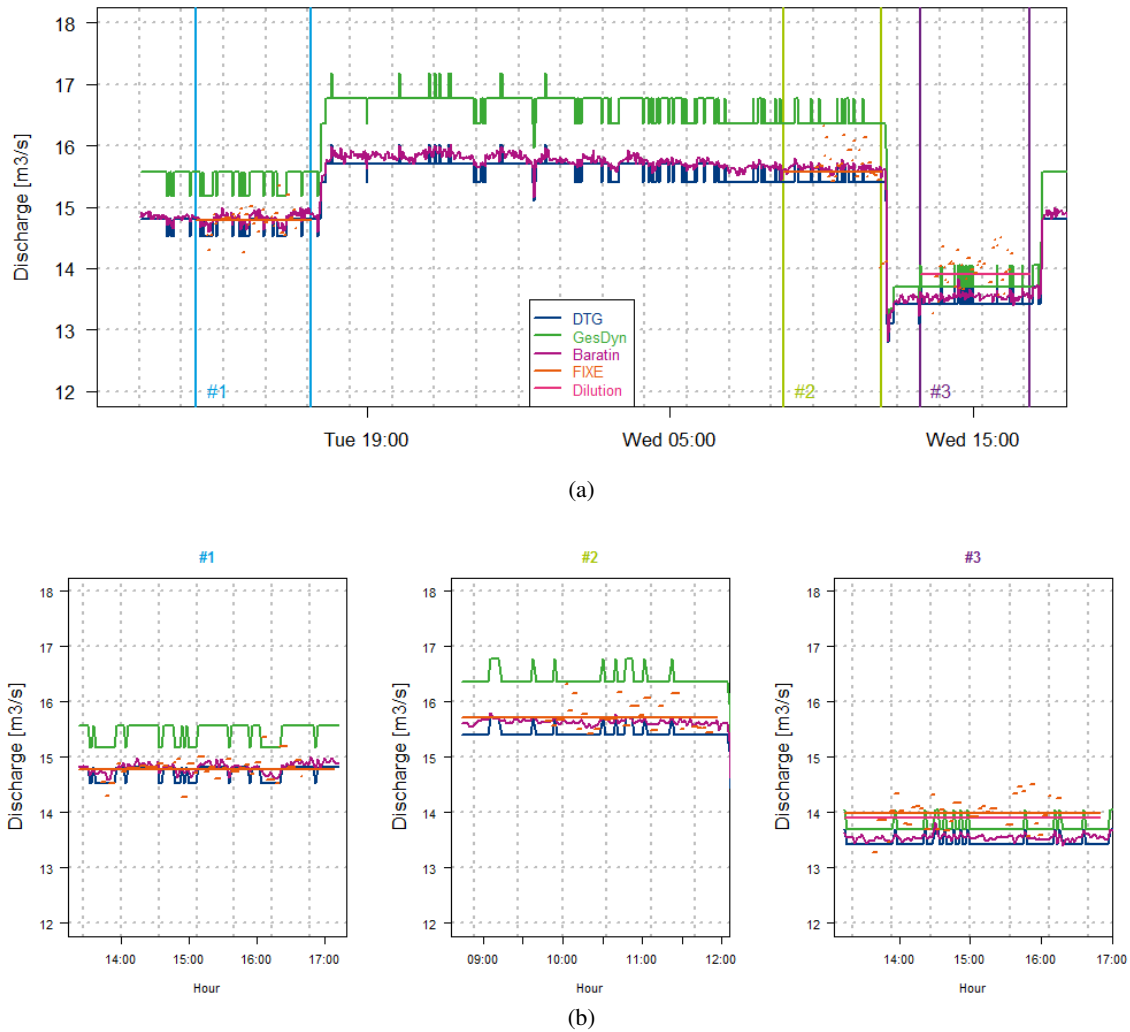 18
17
16
15
14
13
12
Discharge [m3/s]
#1
#2
#3
DTG
GesDyn
Baratin
FIXE
Dilution
Tue 19:00
Wed 05:00
Wed 15:00
(a)
#1
18
17
16
15
14
13
12
Discharge [m3/s]
14:00 15:00 16:00 17:00
Hour
#2
18
17
16
15
14
13
12
Discharge [m3/s]
09:00 10:00 11:00 12:00
Hour
#3
18
17
16
15
14
13
12
Discharge [m3/s]
14:00 15:00 16:00 17:00
Hour
(b)